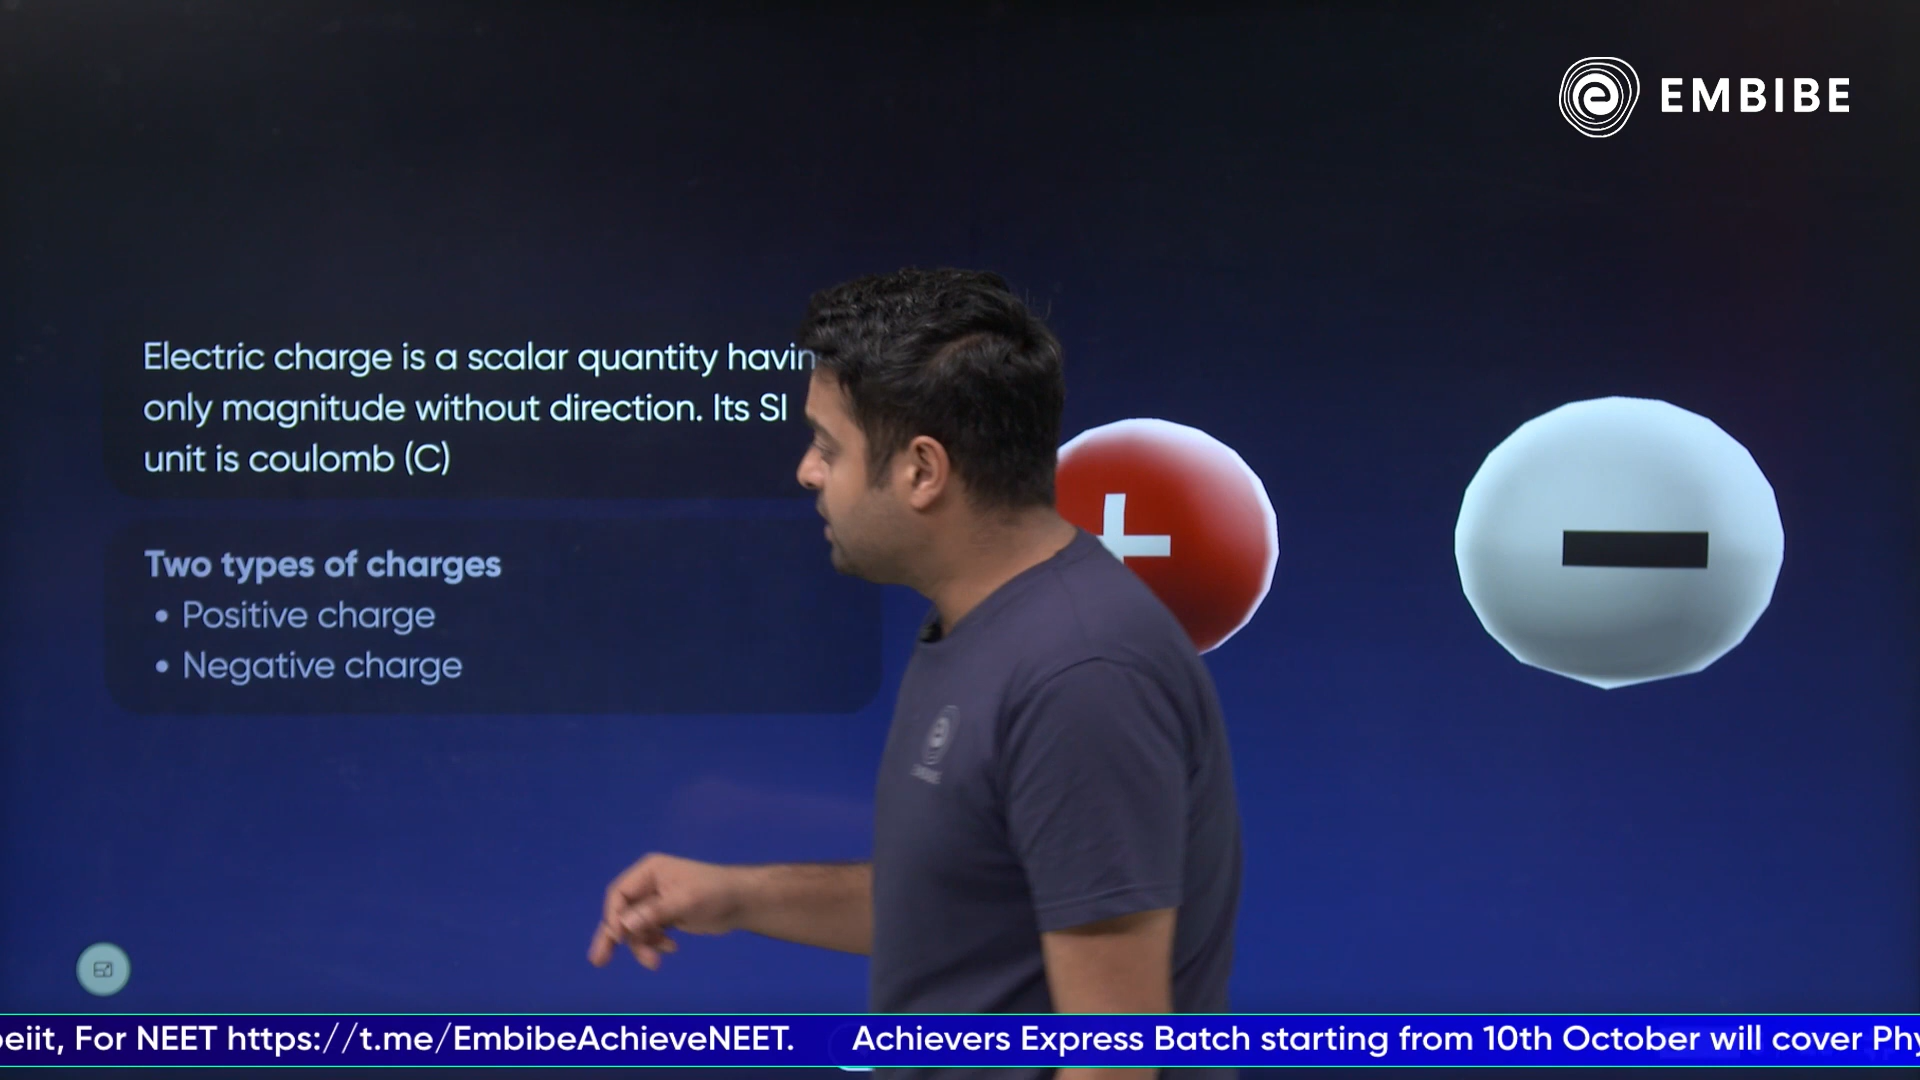 EMBIBE
Electric charge is a scalar quantity havin
only magnitude without direction. Its SI
unit is coulomb (C)
Two types of charges
• Positive charge
• Negative charge
+
−
beiit, For NEET https://t.me/EmbibeAchieveNEET. Achievers Express Batch starting from 10th October will cover Phy